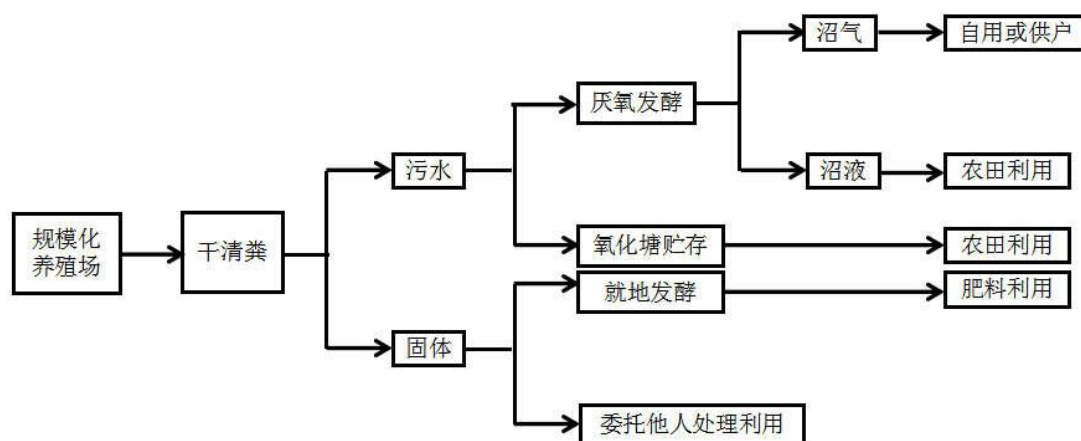 沼气
自用或供户
厌氧发酵
污水
沼液
农田利用
规模化
养殖场
干清粪
氧化塘贮存
农田利用
就地发酵
肥料利用
固体
委托他人处理利用